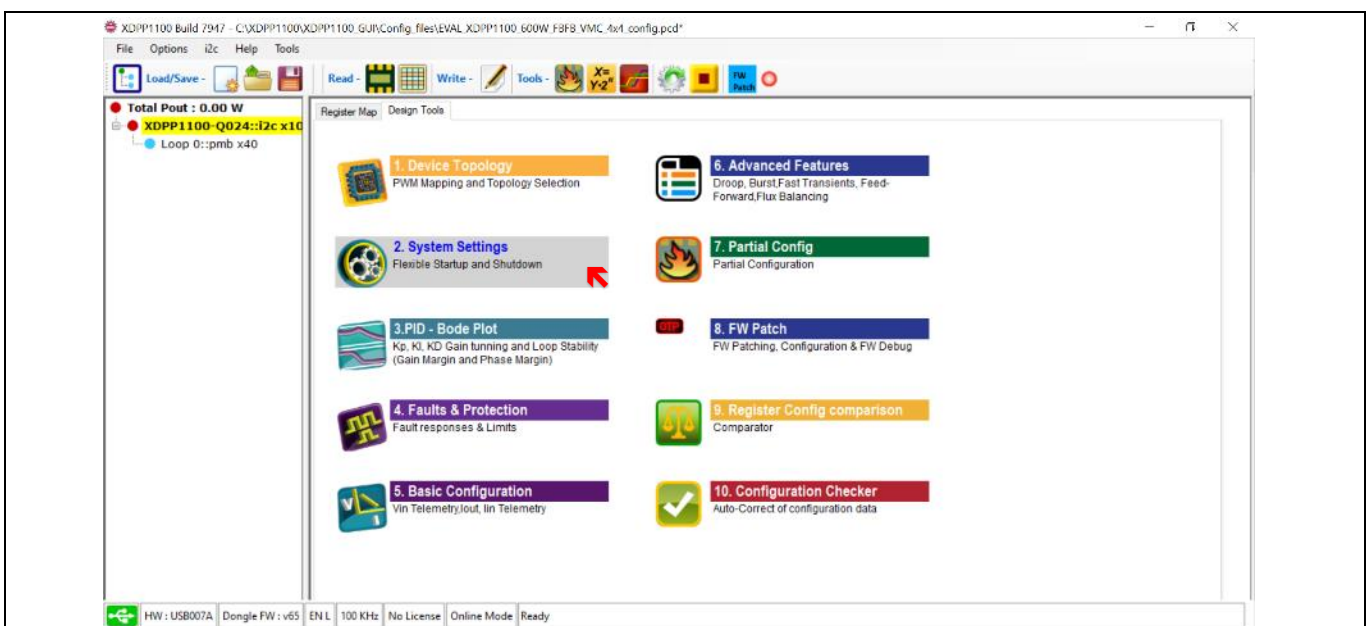 XDPP1100 Build 7947 - C:\XDPP1100\XDPP1100_GUI\Config_files\EVAL_XDPP1100_600W_FBFB_VMC_4x4_config.pcd*
File Options i2c Help Tools
Load/Save - Read - Write - Tools - X= Y-2" FW Patch
Total Pout : 0.00 W
XDPP1100-Q024::i2c x10
Loop 0::pmb x40
Register Map Design Tools
1. Device Topology
PWM Mapping and Topology Selection
2. System Settings
Flexible Startup and Shutdown
3.PID - Bode Plot
Kp, KI, KD Gain tunning and Loop Stability
(Gain Margin and Phase Margin)
4. Faults & Protection
Fault responses & Limits
5. Basic Configuration
Vin Telemetry,Iout, Iin Telemetry
6. Advanced Features
Droop, Burst,Fast Transients, Feed-
Forward,Flux Balancing
7. Partial Config
Partial Configuration
OTP
8. FW Patch
FW Patching, Configuration & FW Debug
9. Register Config comparison
Comparator
10. Configuration Checker
Auto-Correct of configuration data
HW : USB007A Dongle FW : v65 EN L 100 KHz No License Online Mode Ready